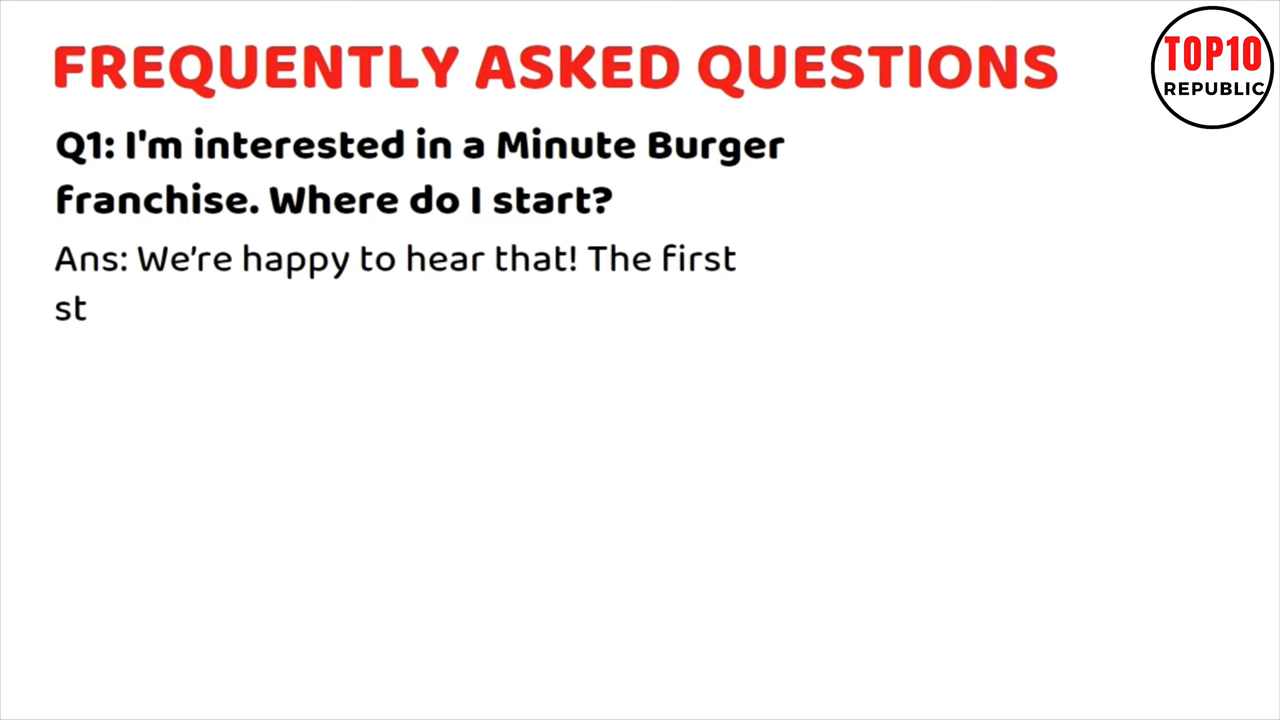 FREQUENTLY ASKED QUESTIONS
TOP10
REPUBLIC
Q1: I'm interested in a Minute Burger
franchise. Where do I start?
Ans: We’re happy to hear that! The first
st